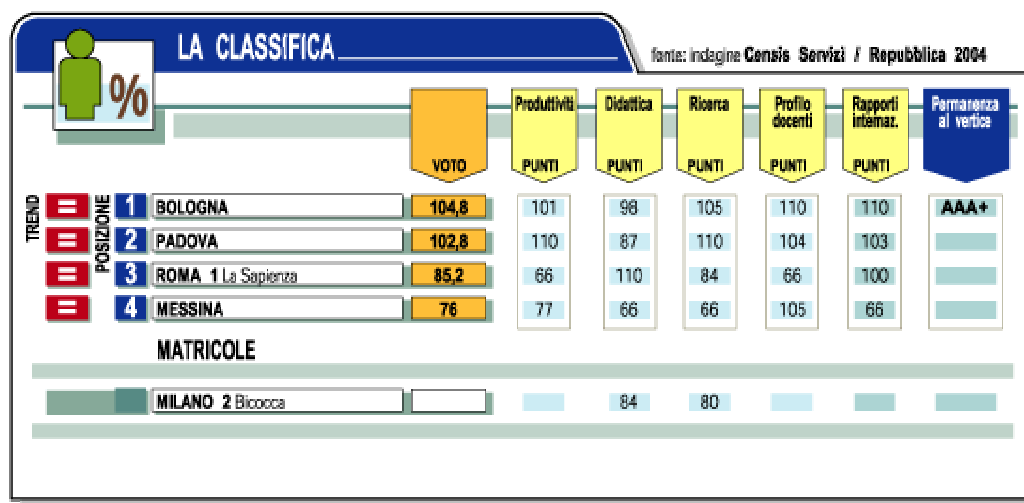 LA CLASSIFICA
fonte: indagine Censis Servizi / Repubblica 2004
%
VOTO
Produttività PUNTI
Didattica PUNTI
Ricerca PUNTI
Profilo docenti PUNTI
Rapporti internaz. PUNTI
Permanenza al vertice
TREND
POSIZIONE
= 1 BOLOGNA 104,8 101 98 105 110 110 AAA+
= 2 PADOVA 102,8 110 87 110 104 103
= 3 ROMA 1 La Sapienza 85,2 66 110 84 66 100
= 4 MESSINA 76 77 66 66 105 66
MATRICOLE
MILANO 2 Bicocca 84 80